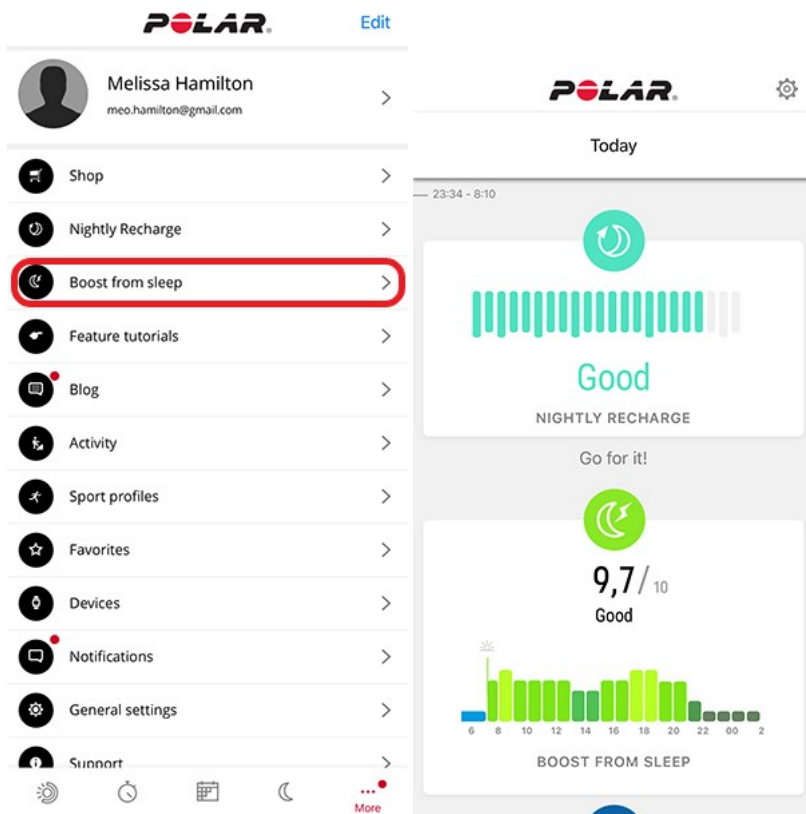 POLAR.
Edit
Melissa Hamilton
meo.hamilton@gmail.com
Shop
Nightly Recharge
Boost from sleep
Feature tutorials
Blog
Activity
Sport profiles
Favorites
Devices
Notifications
General settings
Support
More
POLAR.
Today
23:34 - 8:10
Good
NIGHTLY RECHARGE
Go for it!
9,7/ 10
Good
6 8 10 12 14 16 18 20 22 00 2
BOOST FROM SLEEP